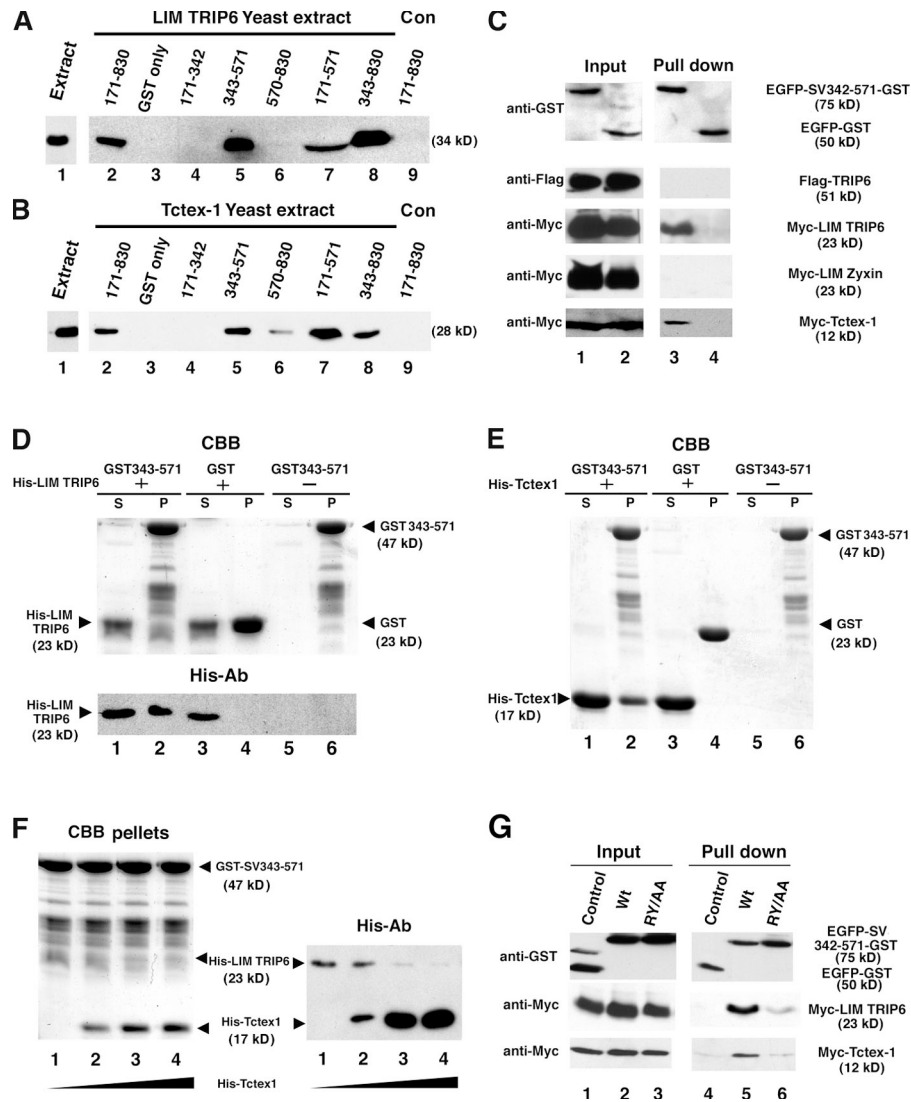 A
LIM TRIP6 Yeast extract
Con
Extract
171-830
GST only
171-342
343-571
570-830
171-571
343-830
171-830
(34 kD)
1 2 3 4 5 6 7 8 9
B
Tctex-1 Yeast extract
Con
Extract
171-830
GST only
171-342
343-571
570-830
171-571
343-830
171-830
(28 kD)
1 2 3 4 5 6 7 8 9
C
Input Pull down
anti-GST
EGFP-SV342-571-GST
(75 kD)
EGFP-GST
(50 kD)
anti-Flag
Flag-TRIP6
(51 kD)
anti-Myc
Myc-LIM TRIP6
(23 kD)
anti-Myc
Myc-LIM Zyxin
(23 kD)
anti-Myc
Myc-Tctex-1
(12 kD)
1 2 3 4
D
CBB
GST343-571 GST GST343-571
His-LIM TRIP6 + + −
S P S P S P
GST343-571
(47 kD)
His-LIM
TRIP6
(23 kD)
GST
(23 kD)
His-Ab
His-LIM
TRIP6
(23 kD)
1 2 3 4 5 6
E
CBB
GST343-571 GST GST343-571
His-Tctex1 + + −
S P S P S P
GST343-571
(47 kD)
GST
(23 kD)
His-Tctex1
(17 kD)
1 2 3 4 5 6
F
CBB pellets
GST-SV343-571
(47 kD)
His-Ab
His-LIM TRIP6
(23 kD)
His-Tctex1
(17 kD)
1 2 3 4
1 2 3 4
His-Tctex1
G
Input Pull down
Control Wt RY/AA Control Wt RY/AA
anti-GST
EGFP-SV
342-571-GST
(75 kD)
EGFP-GST
(50 kD)
anti-Myc
Myc-LIM TRIP6
(23 kD)
anti-Myc
Myc-Tctex-1
(12 kD)
1 2 3 4 5 6